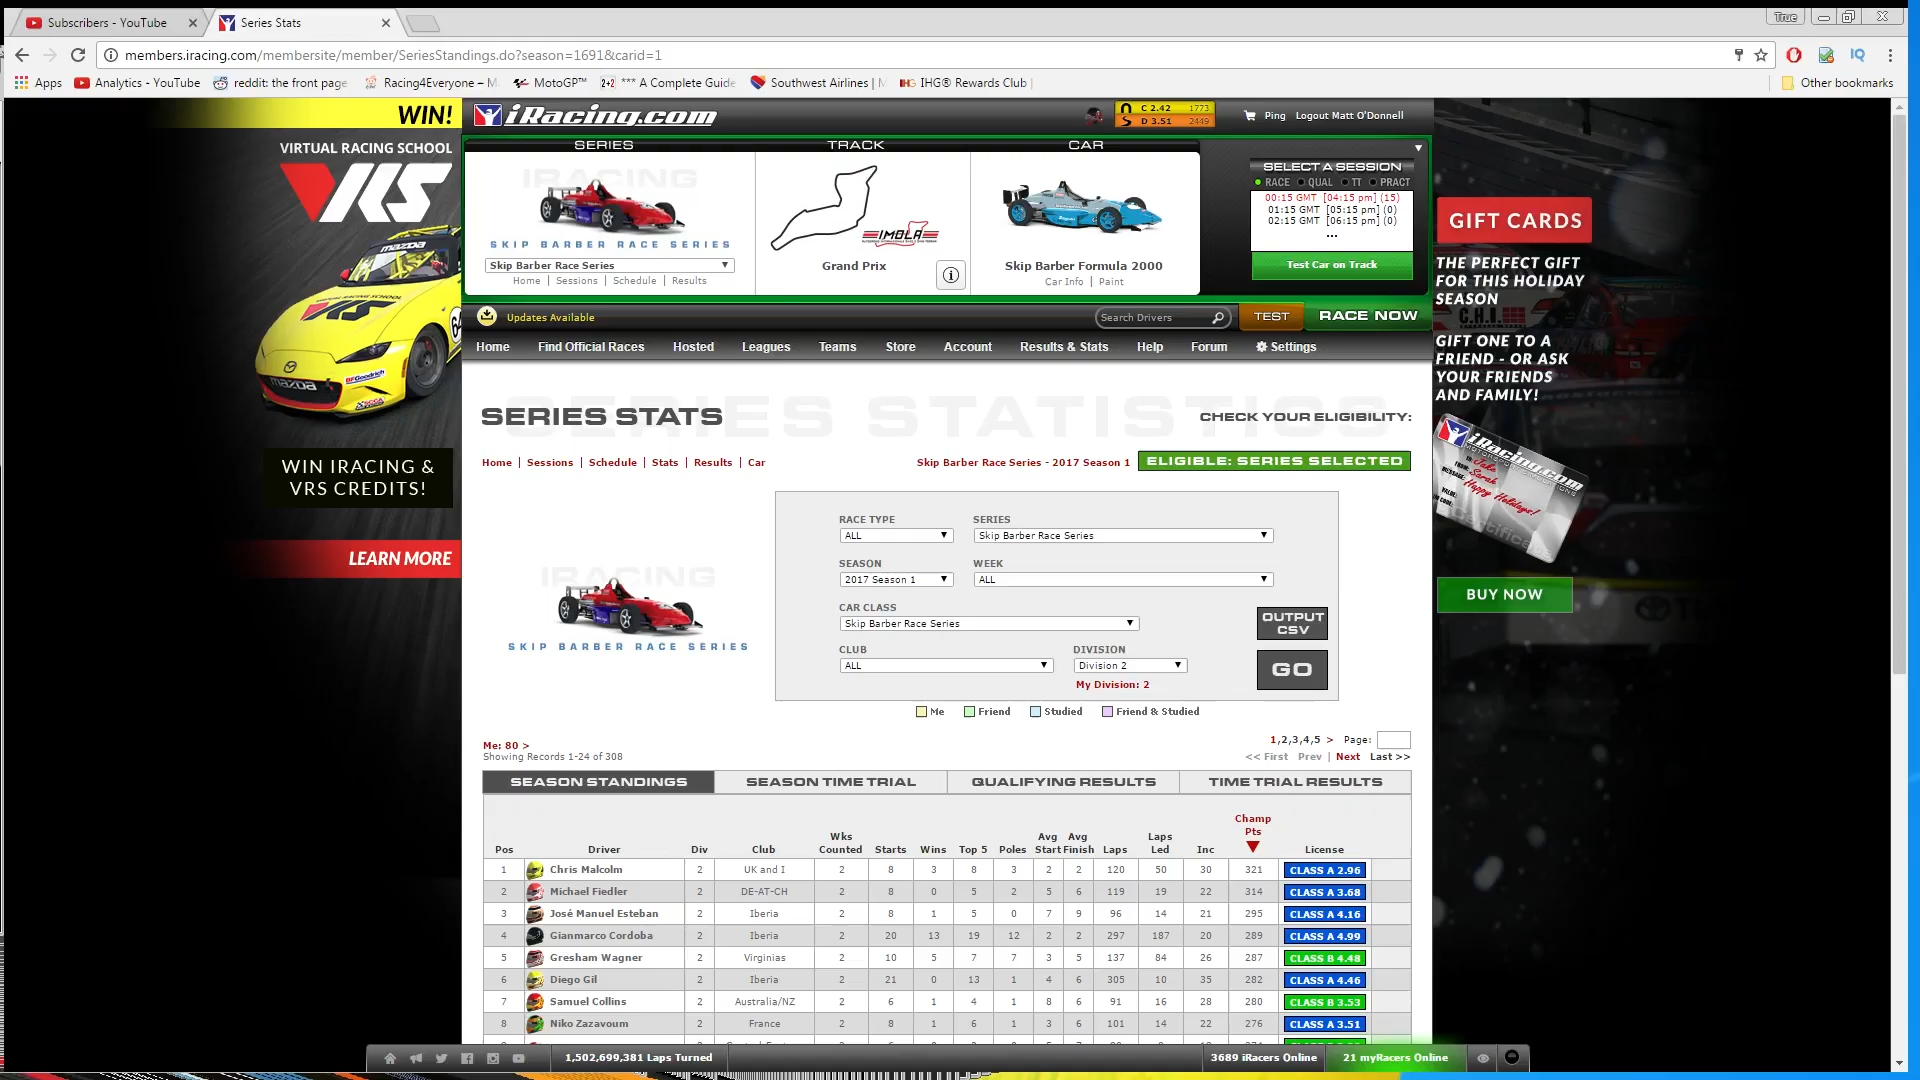 Subscribers - YouTube
Series Stats
True
members.iracing.com/membersite/member/SeriesStandings.do?season=1691&carid=1
Apps
Analytics - YouTube
reddit: the front page
Racing4Everyone – M
MotoGP™
*** A Complete Guide
Southwest Airlines | M
IHG® Rewards Club |
Other bookmarks
WIN!
VIRTUAL RACING SCHOOL
VRS
WIN IRACING &
VRS CREDITS!
LEARN MORE
iRacing.com
C 2.42 1773
D 3.51 2449
Ping
Logout Matt O'Donnell
SERIES
TRACK
CAR
IRACING
SKIP BARBER RACE SERIES
Skip Barber Race Series
Home | Sessions | Schedule | Results
IMOLA
Grand Prix
Skip Barber Formula 2000
Car Info | Paint
SELECT A SESSION
RACE QUAL TT PRACT
00:15 GMT [04:15 pm] (15)
01:15 GMT [05:15 pm] (0)
02:15 GMT [06:15 pm] (0)
...
Test Car on Track
Updates Available
Search Drivers
TEST
RACE NOW
Home
Find Official Races
Hosted
Leagues
Teams
Store
Account
Results & Stats
Help
Forum
Settings
SERIES STATISTICS
SERIES STATS
CHECK YOUR ELIGIBILITY:
Home | Sessions | Schedule | Stats | Results | Car
Skip Barber Race Series - 2017 Season 1
ELIGIBLE: SERIES SELECTED
IRACING
SKIP BARBER RACE SERIES
RACE TYPE
ALL
SERIES
Skip Barber Race Series
SEASON
2017 Season 1
WEEK
ALL
CAR CLASS
Skip Barber Race Series
CLUB
ALL
DIVISION
Division 2
My Division: 2
OUTPUT
CSV
GO
Me
Friend
Studied
Friend & Studied
Me: 80 >
Showing Records 1-24 of 308
1,2,3,4,5 > Page:
<< First Prev | Next Last >>
SEASON STANDINGS
SEASON TIME TRIAL
QUALIFYING RESULTS
TIME TRIAL RESULTS
Pos Driver Div Club Wks Counted Starts Wins Top 5 Poles Avg Start Avg Finish Laps Laps Led Inc Champ Pts License
1 Chris Malcolm 2 UK and I 2 8 3 8 3 2 2 120 50 30 321 CLASS A 2.96
2 Michael Fiedler 2 DE-AT-CH 2 8 0 5 2 5 6 119 19 22 314 CLASS A 3.68
3 José Manuel Esteban 2 Iberia 2 8 1 5 0 7 9 96 14 21 295 CLASS A 4.16
4 Gianmarco Cordoba 2 Iberia 2 20 13 19 12 2 2 297 187 20 289 CLASS A 4.99
5 Gresham Wagner 2 Virginias 2 10 5 7 7 3 5 137 84 26 287 CLASS B 4.48
6 Diego Gil 2 Iberia 2 21 0 13 1 4 6 305 10 35 282 CLASS A 4.46
7 Samuel Collins 2 Australia/NZ 2 6 1 4 1 8 6 91 16 28 280 CLASS B 3.53
8 Niko Zazavoum 2 France 2 8 1 6 1 3 6 101 14 22 276 CLASS A 3.51
1,502,699,381 Laps Turned
3689 iRacers Online
21 myRacers Online
GIFT CARDS
THE PERFECT GIFT
FOR THIS HOLIDAY
SEASON
GIFT ONE TO A
FRIEND - OR ASK
YOUR FRIENDS
AND FAMILY!
iRacing.com
Jake
Sarah
Happy Holidays!
BUY NOW